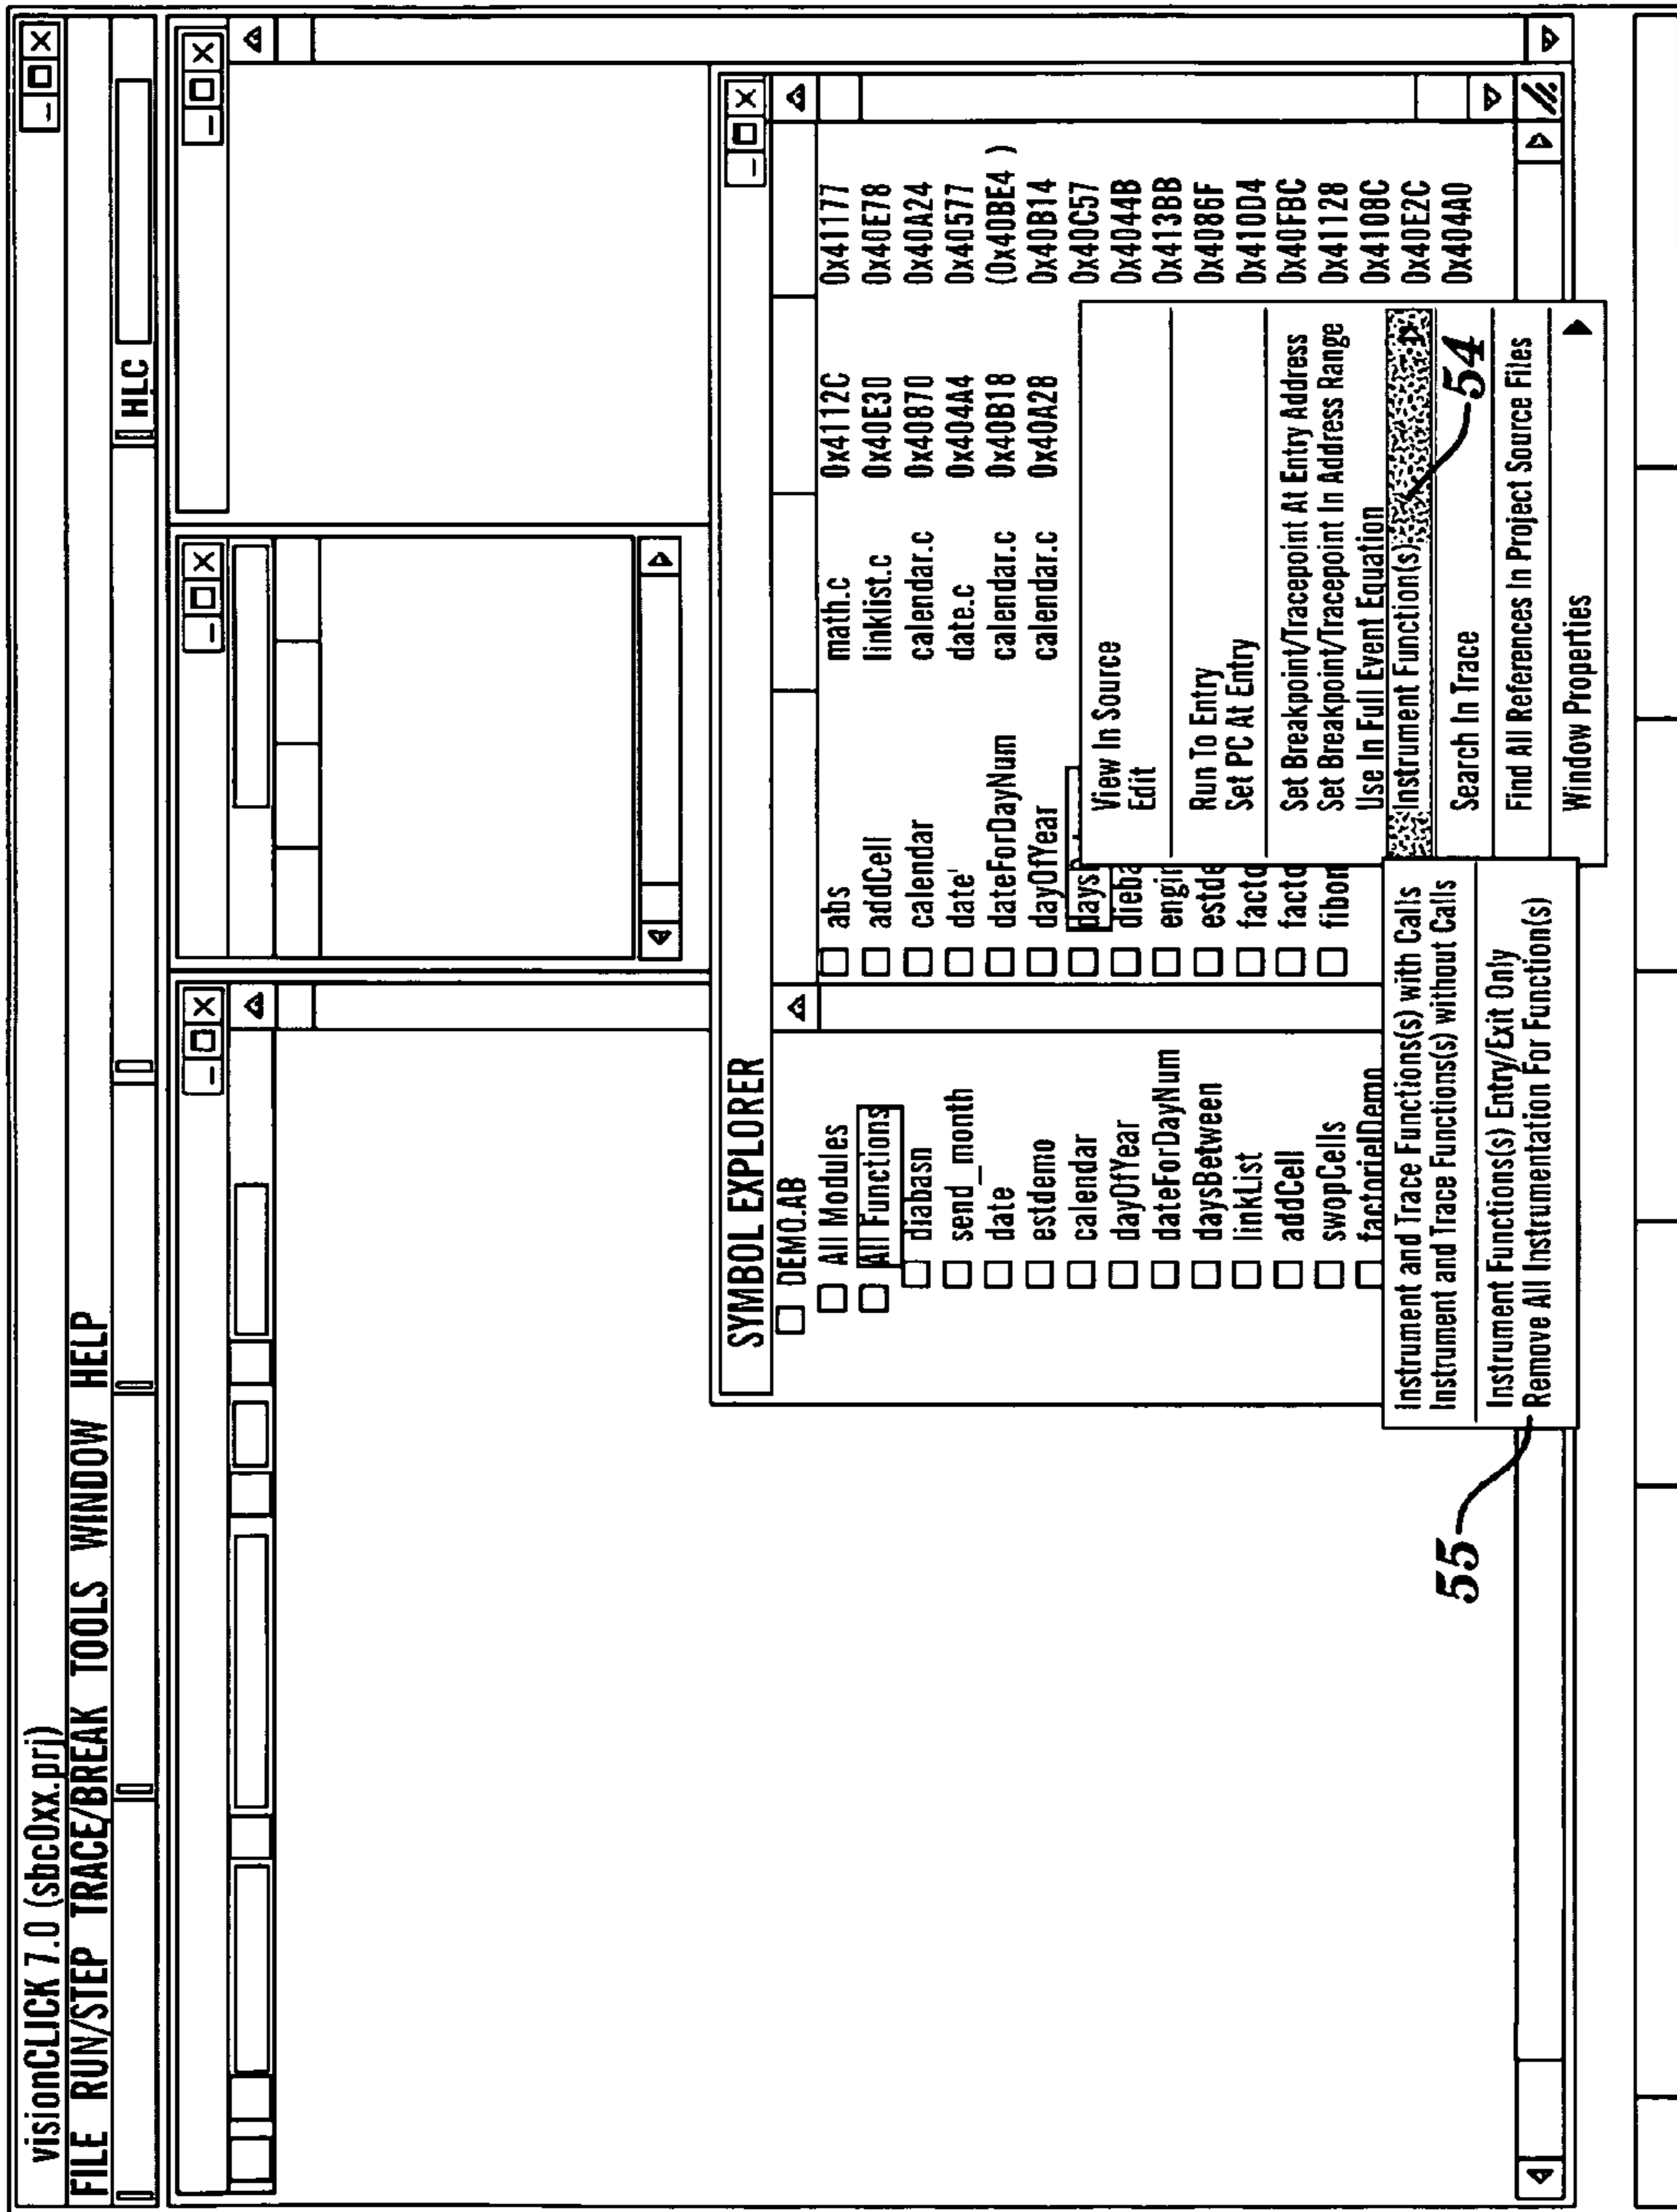 visionCLICK 7.0 (sbc0xx.prj)
FILE RUN/STEP TRACE/BREAK TOOLS WINDOW HELP
HLC
SYMBOL EXPLORER
DEMO.AB
All Modules
All Functions
diabasn
send_month
date
estdemo
calendar
dayOfYear
dateForDayNum
daysBetween
linkList
addCell
swopCells
factorielDemo
abs math.c 0x4112C 0x41177
addCell linklist.c 0x40E30 0x40E78
calendar calendar.c 0x40870 0x40A24
date' date.c 0x404A4 0x40577
dateForDayNum calendar.c 0x40B18 (0x40BE4 )
dayOfYear calendar.c 0x40A28 0x40B14
days 0x40C57
dieba 0x4044B
engin 0x413BB
estde 0x4086F
facto 0x410D4
facto 0x40FBC
fibon 0x41128
0x4108C
0x40E2C
0x404A0
View In Source
Edit
Run To Entry
Set PC At Entry
Set Breakpoint/Tracepoint At Entry Address
Set Breakpoint/Tracepoint In Address Range
Use In Full Event Equation
Instrument Function(s)
Search In Trace
Find All References In Project Source Files
Window Properties
54
Instrument and Trace Functions(s) with Calls
Instrument and Trace Functions(s) without Calls
Instrument Functions(s) Entry/Exit Only
Remove All Instrumentation For Function(s)
55